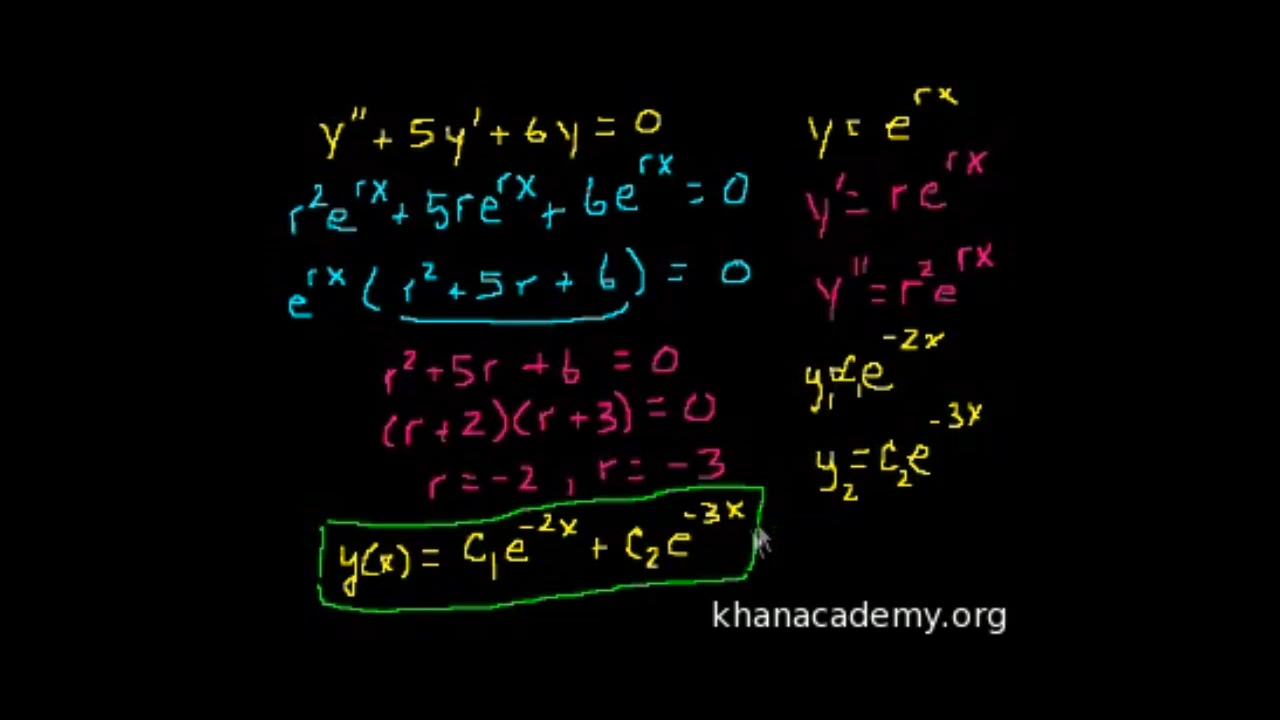 y'' + 5y' + 6y = 0
r²e^{rx} + 5re^{rx} + 6e^{rx} = 0
e^{rx}(r² + 5r + 6) = 0
r² + 5r + 6 = 0
(r + 2)(r + 3) = 0
r = -2, r = -3
y(x) = C₁e^{-2x} + C₂e^{-3x}
y = e^{rx}
y' = re^{rx}
y'' = r²e^{rx}
y₁ = C₁e^{-2x}
y₂ = C₂e^{-3x}
khanacademy.org